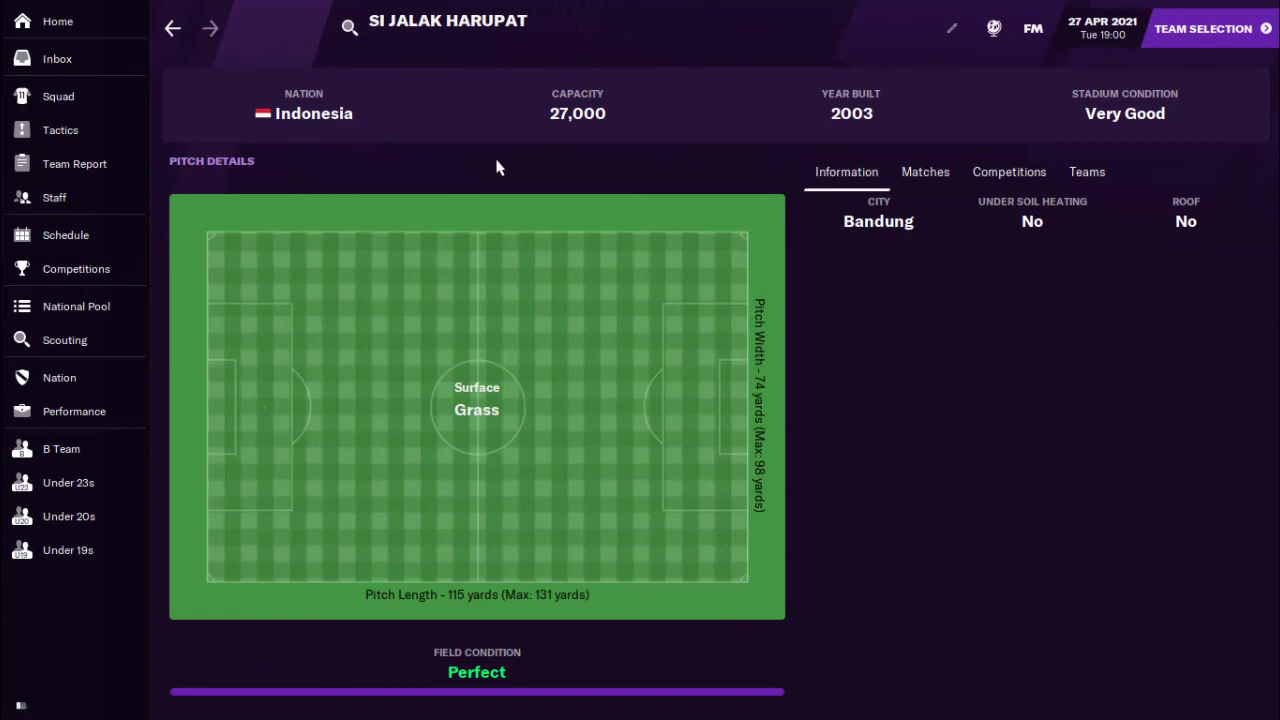 Home
Inbox
Squad
Tactics
Team Report
Staff
Schedule
Competitions
National Pool
Scouting
Nation
Performance
B Team
Under 23s
Under 20s
Under 19s
11
B
U23
U20
U19
SI JALAK HARUPAT
FM
27 APR 2021
Tue 19:00
TEAM SELECTION
NATION
Indonesia
CAPACITY
27,000
YEAR BUILT
2003
STADIUM CONDITION
Very Good
PITCH DETAILS
Surface
Grass
Pitch Width - 74 yards (Max: 98 yards)
Pitch Length - 115 yards (Max: 131 yards)
FIELD CONDITION
Perfect
Information Matches Competitions Teams
CITY
Bandung
UNDER SOIL HEATING
No
ROOF
No